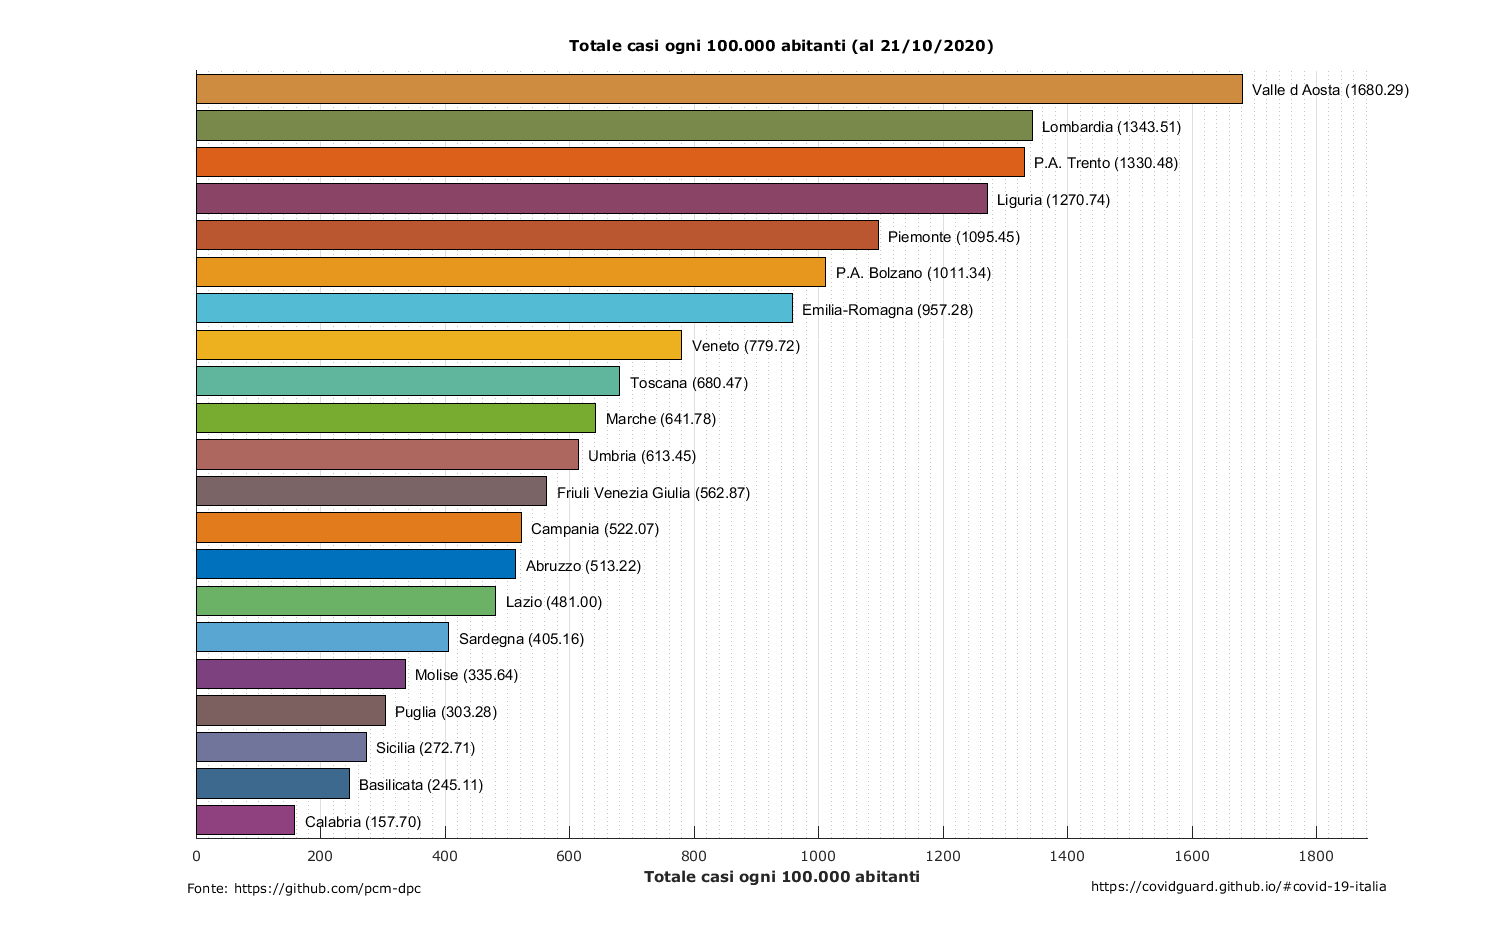 Totale casi ogni 100.000 abitanti (al 21/10/2020)
Valle d Aosta (1680.29)
Lombardia (1343.51)
P.A. Trento (1330.48)
Liguria (1270.74)
Piemonte (1095.45)
P.A. Bolzano (1011.34)
Emilia-Romagna (957.28)
Veneto (779.72)
Toscana (680.47)
Marche (641.78)
Umbria (613.45)
Friuli Venezia Giulia (562.87)
Campania (522.07)
Abruzzo (513.22)
Lazio (481.00)
Sardegna (405.16)
Molise (335.64)
Puglia (303.28)
Sicilia (272.71)
Basilicata (245.11)
Calabria (157.70)
0 200 400 600 800 1000 1200 1400 1600 1800
Totale casi ogni 100.000 abitanti
Fonte: https://github.com/pcm-dpc
https://covidguard.github.io/#covid-19-italia